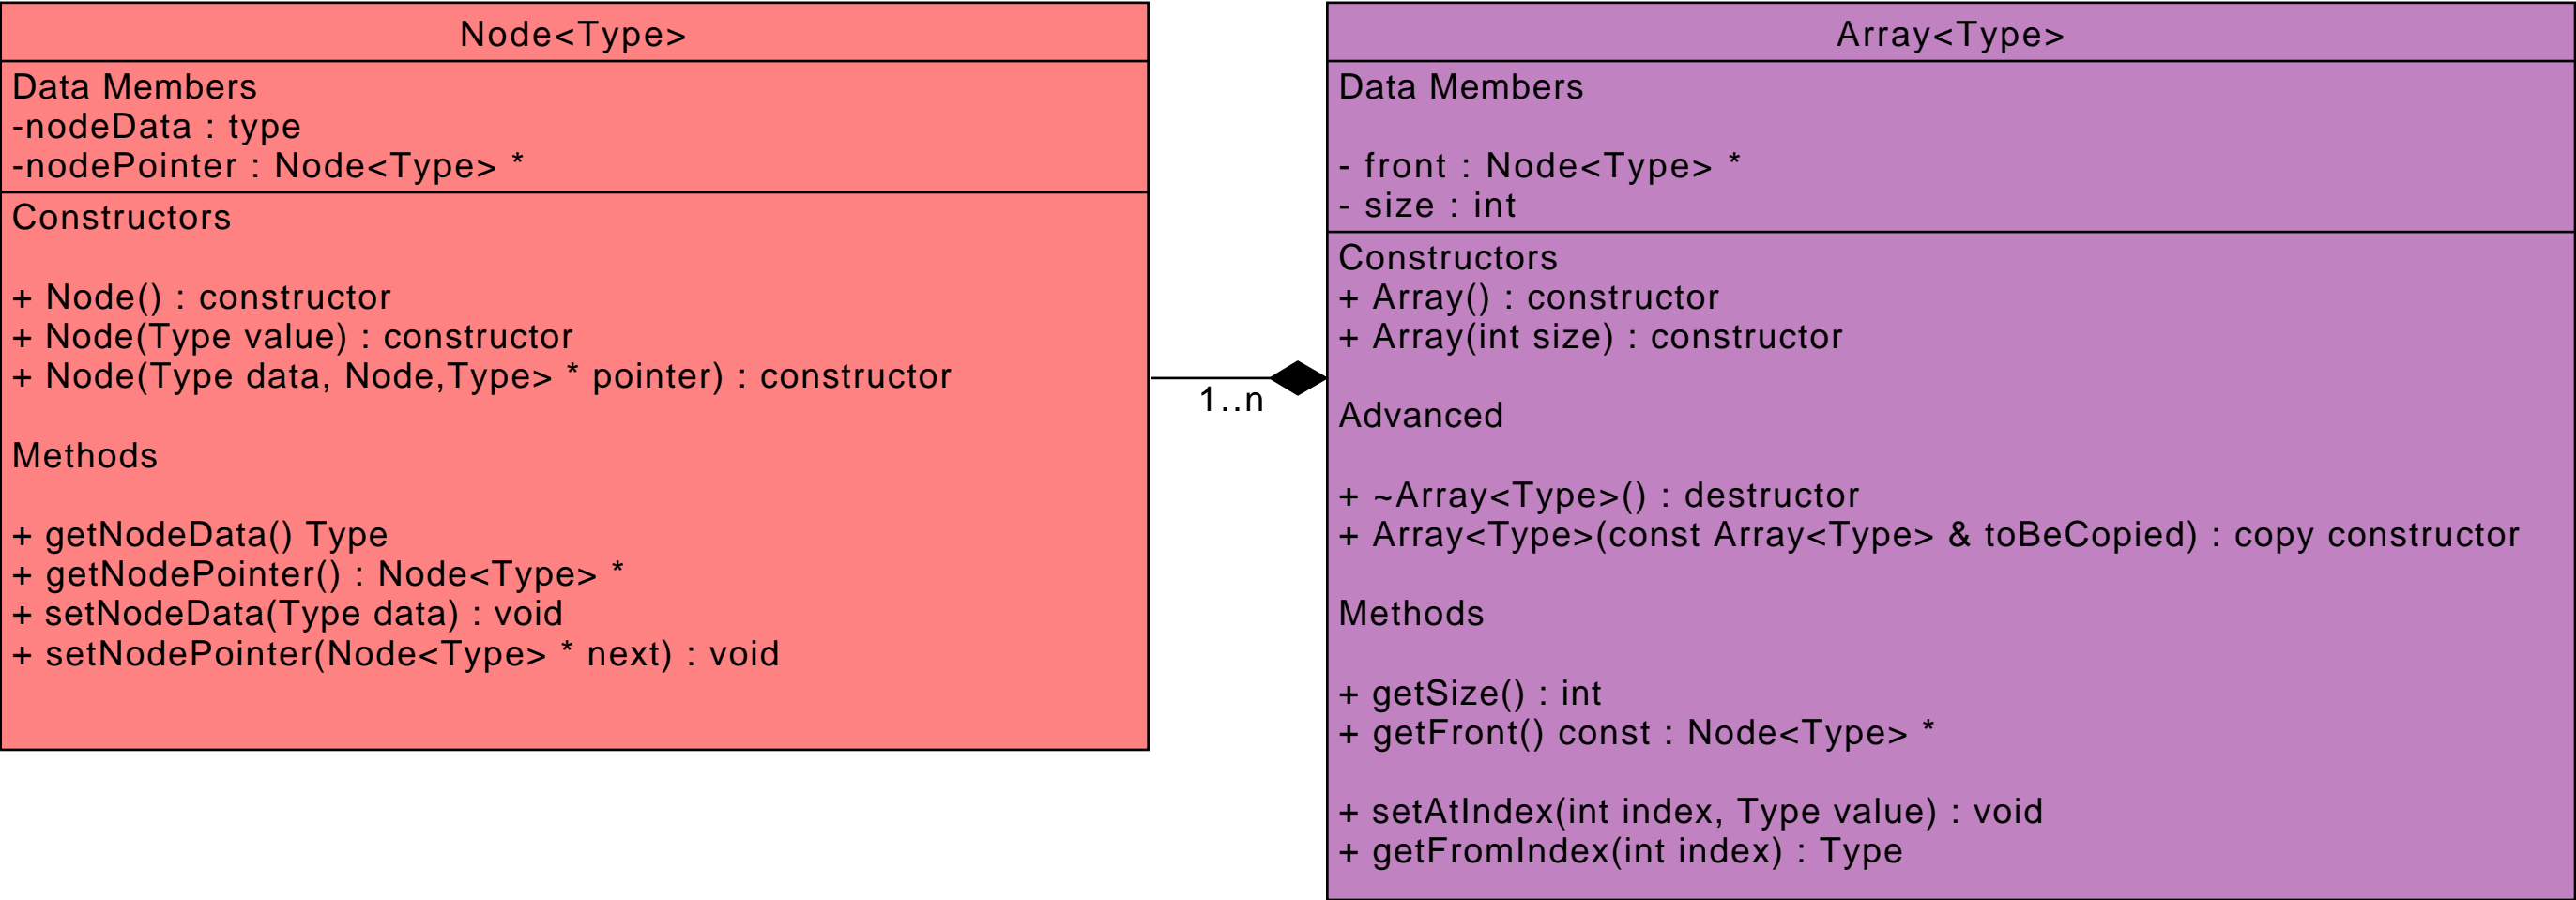 Node<Type>
Data Members
-nodeData : type
-nodePointer : Node<Type> *
Constructors
+ Node() : constructor
+ Node(Type value) : constructor
+ Node(Type data, Node,Type> * pointer) : constructor
Methods
+ getNodeData() Type
+ getNodePointer() : Node<Type> *
+ setNodeData(Type data) : void
+ setNodePointer(Node<Type> * next) : void
1..n
Array<Type>
Data Members
- front : Node<Type> *
- size : int
Constructors
+ Array() : constructor
+ Array(int size) : constructor
Advanced
+ ~Array<Type>() : destructor
+ Array<Type>(const Array<Type> & toBeCopied) : copy constructor
Methods
+ getSize() : int
+ getFront() const : Node<Type> *
+ setAtIndex(int index, Type value) : void
+ getFromIndex(int index) : Type